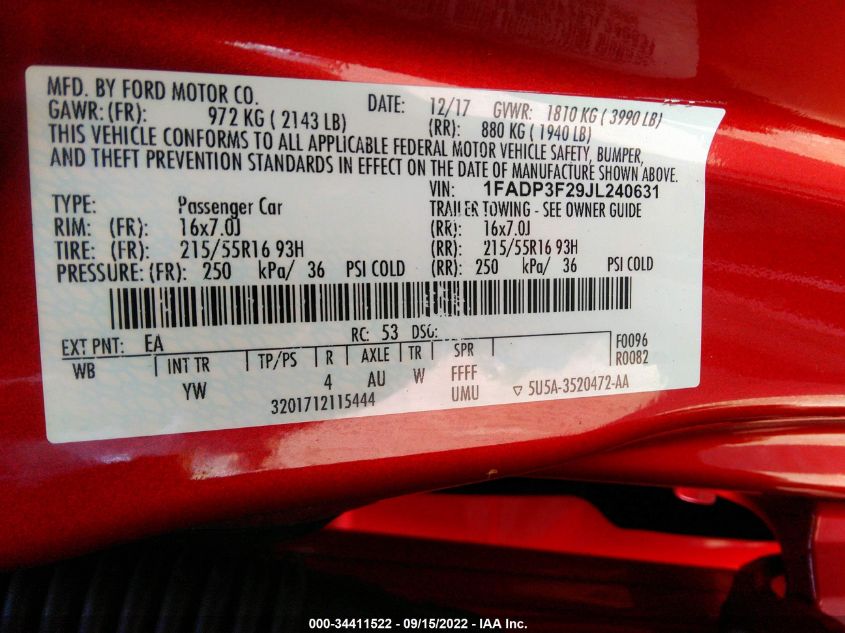 MFD. BY FORD MOTOR CO. DATE: 12/17 GVWR: 1810 KG ( 3990 LB)
GAWR: (FR): 972 KG ( 2143 LB) (RR): 880 KG ( 1940 LB)
THIS VEHICLE CONFORMS TO ALL APPLICABLE FEDERAL MOTOR VEHICLE SAFETY, BUMPER,
AND THEFT PREVENTION STANDARDS IN EFFECT ON THE DATE OF MANUFACTURE SHOWN ABOVE.
VIN: 1FADP3F29JL240631
TYPE: Passenger Car TRAILER TOWING - SEE OWNER GUIDE
RIM: (FR): 16x7.0J (RR): 16x7.0J
TIRE: (FR): 215/55R16 93H (RR): 215/55R16 93H
PRESSURE: (FR): 250 kPa/ 36 PSI COLD (RR): 250 kPa/ 36 PSI COLD
EXT PNT: EA RC: 53 DSO: F0096
WB INT TR TP/PS R AXLE TR SPR R0082
YW 4 AU W FFFF
3201712115444 UMU ▽ 5U5A-3520472-AA
000-34411522 - 09/15/2022 - IAA Inc.